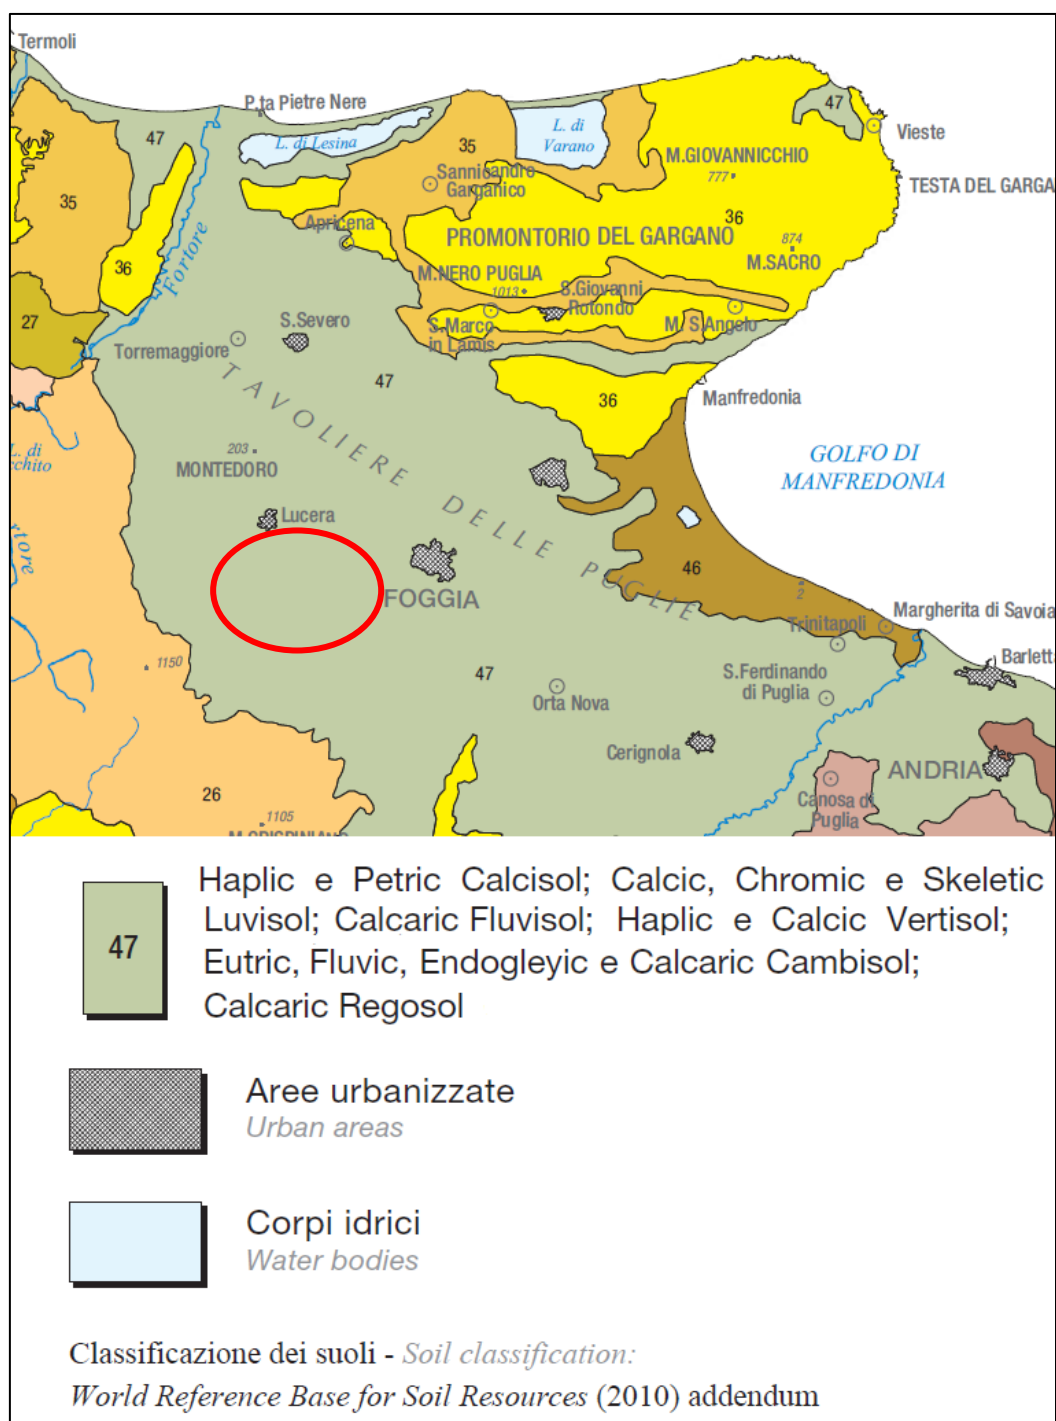 Termoli
P.ta Pietre Nere
47
47
L. di Lesina
L. di
Varano
Vieste
35
M.GIOVANNICCHIO
777
Sannicandro
Garganico
TESTA DEL GARGA
35
36
Apricena
PROMONTORIO DEL GARGANO
874
M.SACRO
Fortore
36
M.NERO PUGLIA
1013
S.Giovanni
Rotondo
27
S.Severo
S.Marco
in Lamis
M. S.Angelo
Torremaggiore
47
36
Manfredonia
TAVOLIERE DELLE PUGLIE
203
MONTEDORO
L. di
cchito
GOLFO DI
MANFREDONIA
Lucera
rtore
FOGGIA
46
2
Margherita di Savoia
Trinitapoli
1150
47
S.Ferdinando
di Puglia
Barlett
Orta Nova
Cerignola
ANDRIA
26
1105
Canosa di
Puglia
47
Haplic e Petric Calcisol; Calcic, Chromic e Skeletic
Luvisol; Calcaric Fluvisol; Haplic e Calcic Vertisol;
Eutric, Fluvic, Endogleyic e Calcaric Cambisol;
Calcaric Regosol
Aree urbanizzate
Urban areas
Corpi idrici
Water bodies
Classificazione dei suoli - Soil classification:
World Reference Base for Soil Resources (2010) addendum